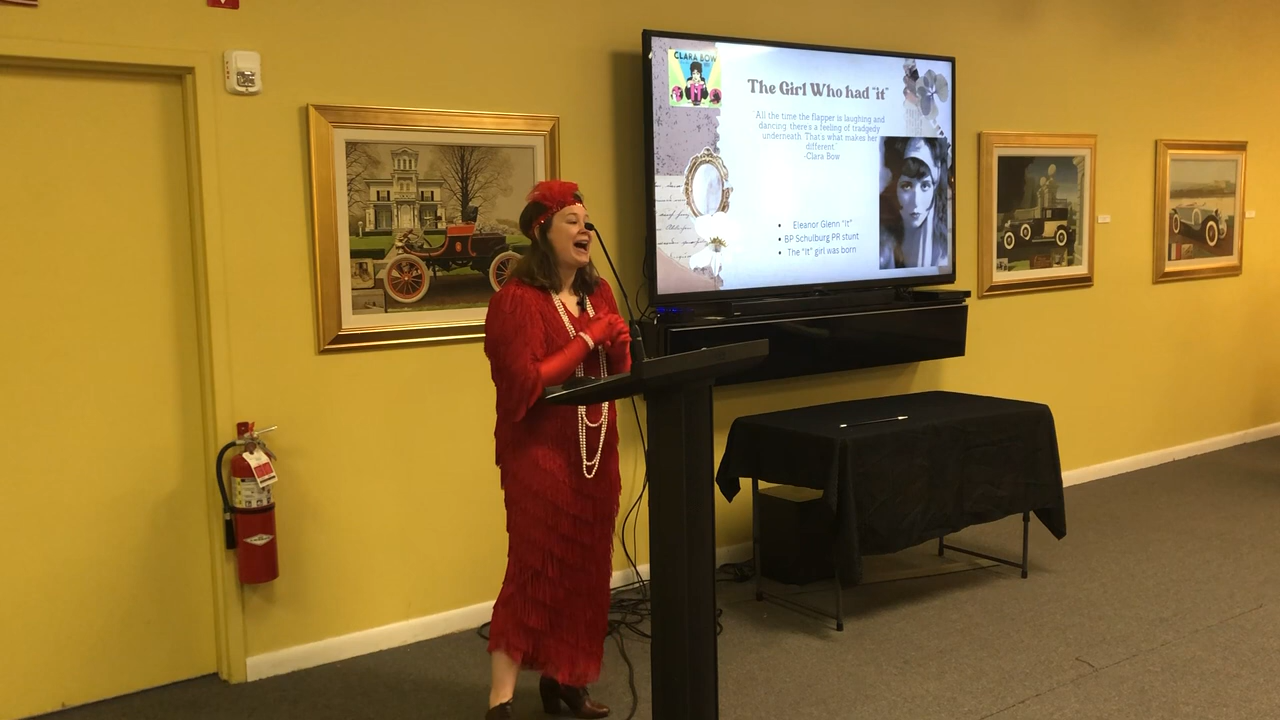 CLARA BOW
The Girl Who had "it"
All the time the flapper is laughing and
dancing, there's a feeling of tradgedy
underneath. That's what makes her
different.
-Clara Bow
• Eleanor Glenn "It"
• BP Schulburg PR stunt
• The "It" girl was born